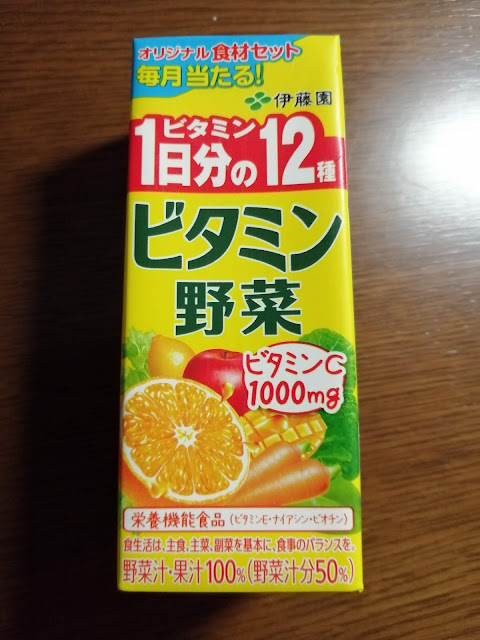 オリジナル食材セット
毎月当たる!
伊藤園
ビタミン
1日分の12種
ビタミン
野菜
ビタミンC
1000mg
栄養機能食品(ビタミンE・ナイアシン・ビオチン)
食生活は、主食、主菜、副菜を基本に、食事のバランスを。
野菜汁・果汁100%(野菜汁分50%)